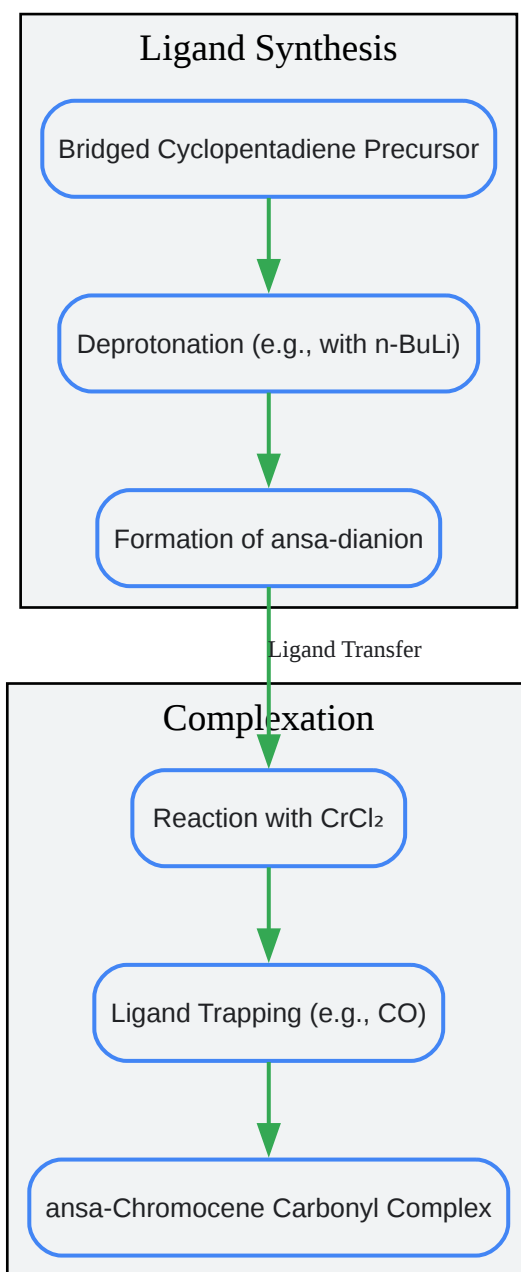 Ligand Synthesis
Bridged Cyclopentadiene Precursor
Deprotonation (e.g., with n-BuLi)
Formation of ansa-dianion
Ligand Transfer
Complexation
Reaction with CrCl₂
Ligand Trapping (e.g., CO)
ansa-Chromocene Carbonyl Complex